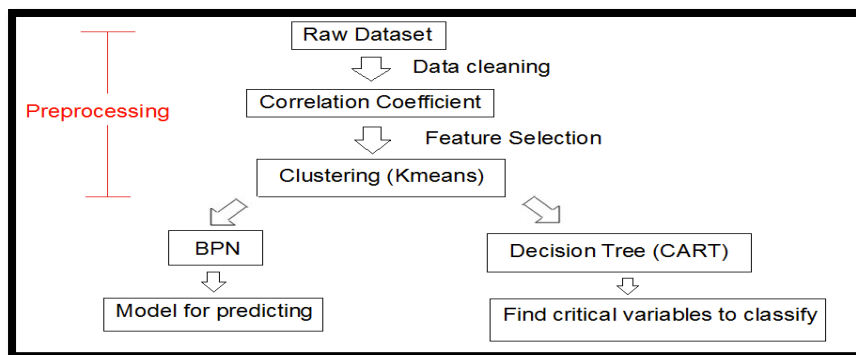 Raw Dataset
Data cleaning
Preprocessing
Correlation Coefficient
Feature Selection
Clustering (Kmeans)
BPN
Decision Tree (CART)
Model for predicting
Find critical variables to classify